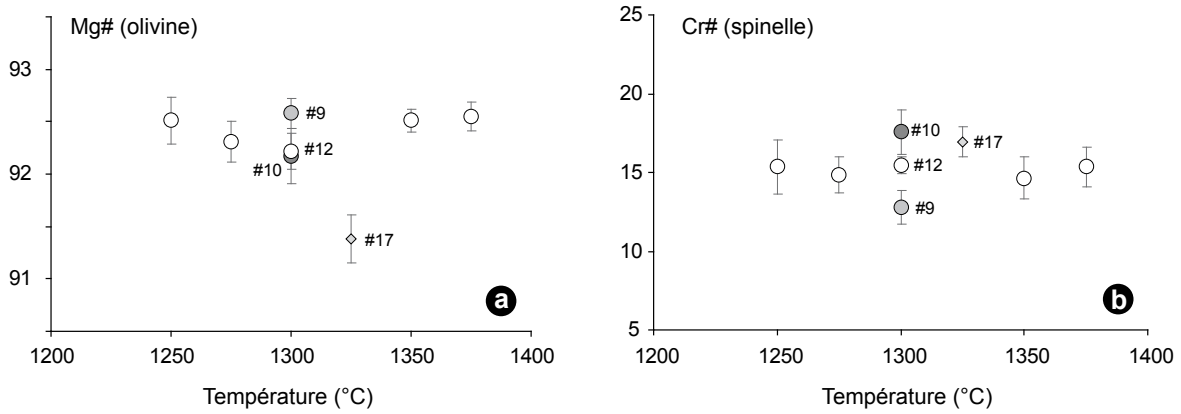 Mg# (olivine)
93
92
91
#9
#12
#10
#17
a
1200 1250 1300 1350 1400
Température (°C)
Cr# (spinelle)
25
20
15
10
5
#10
#17
#12
#9
b
1200 1250 1300 1350 1400
Température (°C)